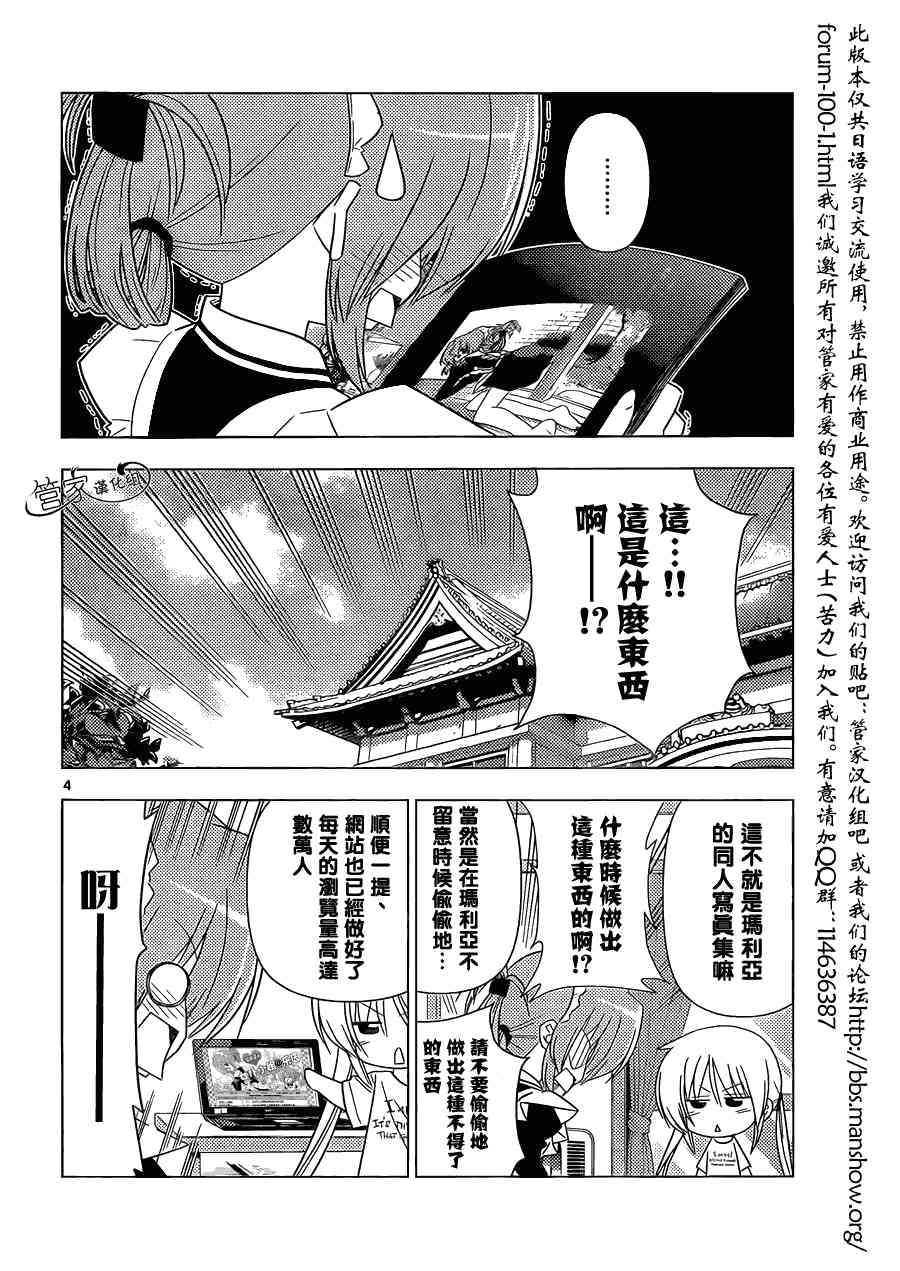 ………
這…!!
這是什麼東西
啊——!?
管家
漢化組
4
這不就是瑪利亞
的同人寫真集嘛
什麼時候做出
這種東西的啊!?
當然是在瑪利亞不
留意時候偷偷地…
請不要偷偷地
做出這種不得了
的東西
順便一提、
網站也已經做好了
每天的瀏覽量高達
數萬人
呀——
此版本仅共日语学习交流使用，禁止用作商业用途。欢迎访问我们的贴吧：管家汉化组吧 或者我们的论坛http://bbs.manshow.org/
forum-100-1.html我们诚邀所有对管家有爱的各位有爱人士(苦力)加入我们。有意请加QQ群：114636387